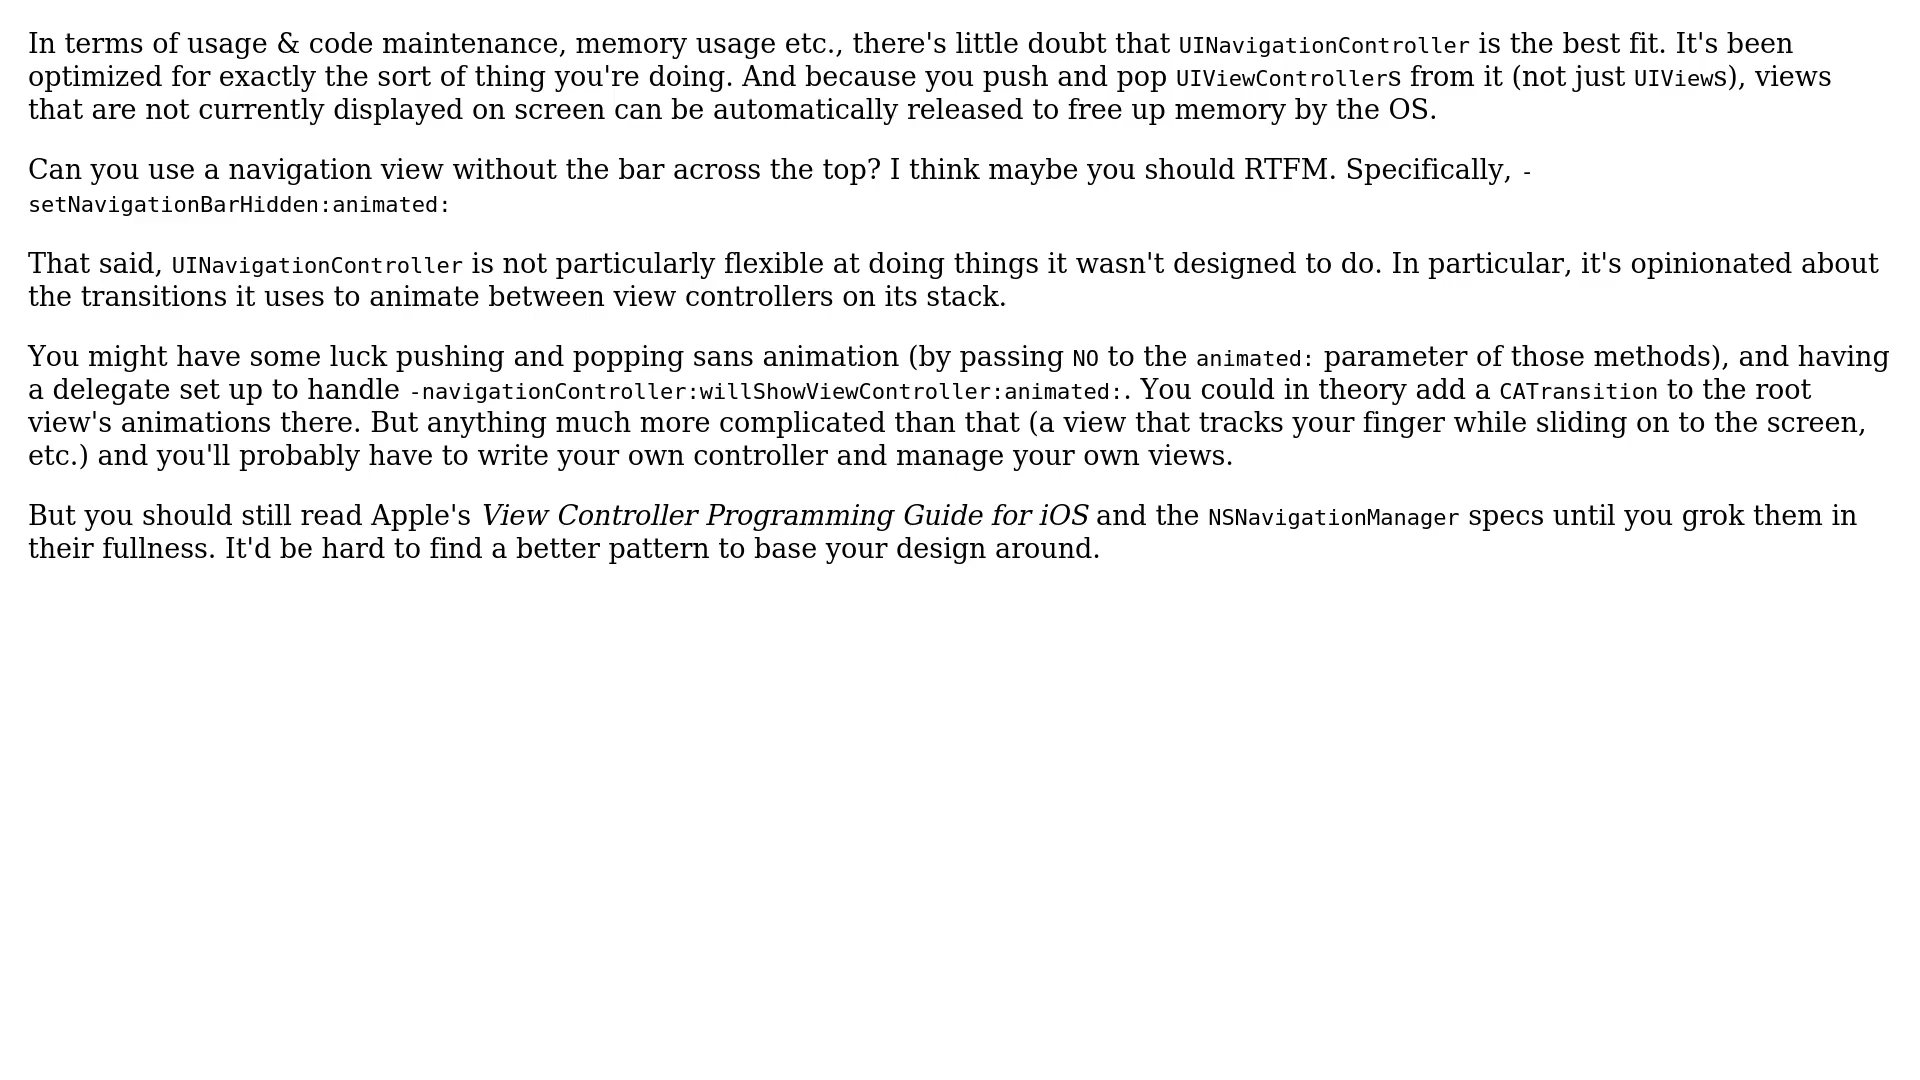 In terms of usage & code maintenance, memory usage etc., there's little doubt that UINavigationController is the best fit. It's been
optimized for exactly the sort of thing you're doing. And because you push and pop UIViewControllers from it (not just UIViews), views
that are not currently displayed on screen can be automatically released to free up memory by the OS.
Can you use a navigation view without the bar across the top? I think maybe you should RTFM. Specifically, -
setNavigationBarHidden:animated:
That said, UINavigationController is not particularly flexible at doing things it wasn't designed to do. In particular, it's opinionated about
the transitions it uses to animate between view controllers on its stack.
You might have some luck pushing and popping sans animation (by passing NO to the animated: parameter of those methods), and having
a delegate set up to handle -navigationController:willShowViewController:animated:. You could in theory add a CATransition to the root
view's animations there. But anything much more complicated than that (a view that tracks your finger while sliding on to the screen,
etc.) and you'll probably have to write your own controller and manage your own views.
But you should still read Apple's View Controller Programming Guide for iOS and the NSNavigationManager specs until you grok them in
their fullness. It'd be hard to find a better pattern to base your design around.